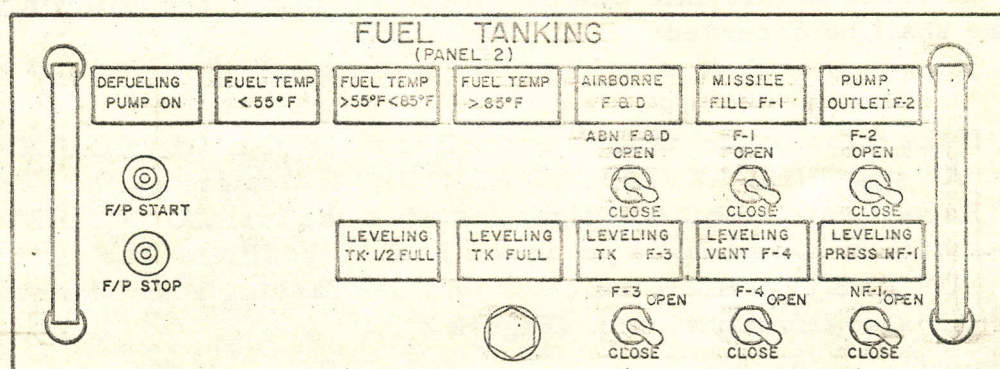 FUEL TANKING
(PANEL 2)
DEFUELING
PUMP ON
FUEL TEMP
<55°F
FUEL TEMP
>55°F<85°F
FUEL TEMP
>85°F
AIRBORNE
F & D
MISSILE
FILL F-1
PUMP
OUTLET F-2
ABN F & D
OPEN
CLOSE
F-1
OPEN
CLOSE
F-2
OPEN
CLOSE
F/P START
F/P STOP
LEVELING
TK 1/2 FULL
LEVELING
TK FULL
LEVELING
TK F-3
LEVELING
VENT F-4
LEVELING
PRESS NF-1
F-3
OPEN
CLOSE
F-4
OPEN
CLOSE
NF-1
OPEN
CLOSE